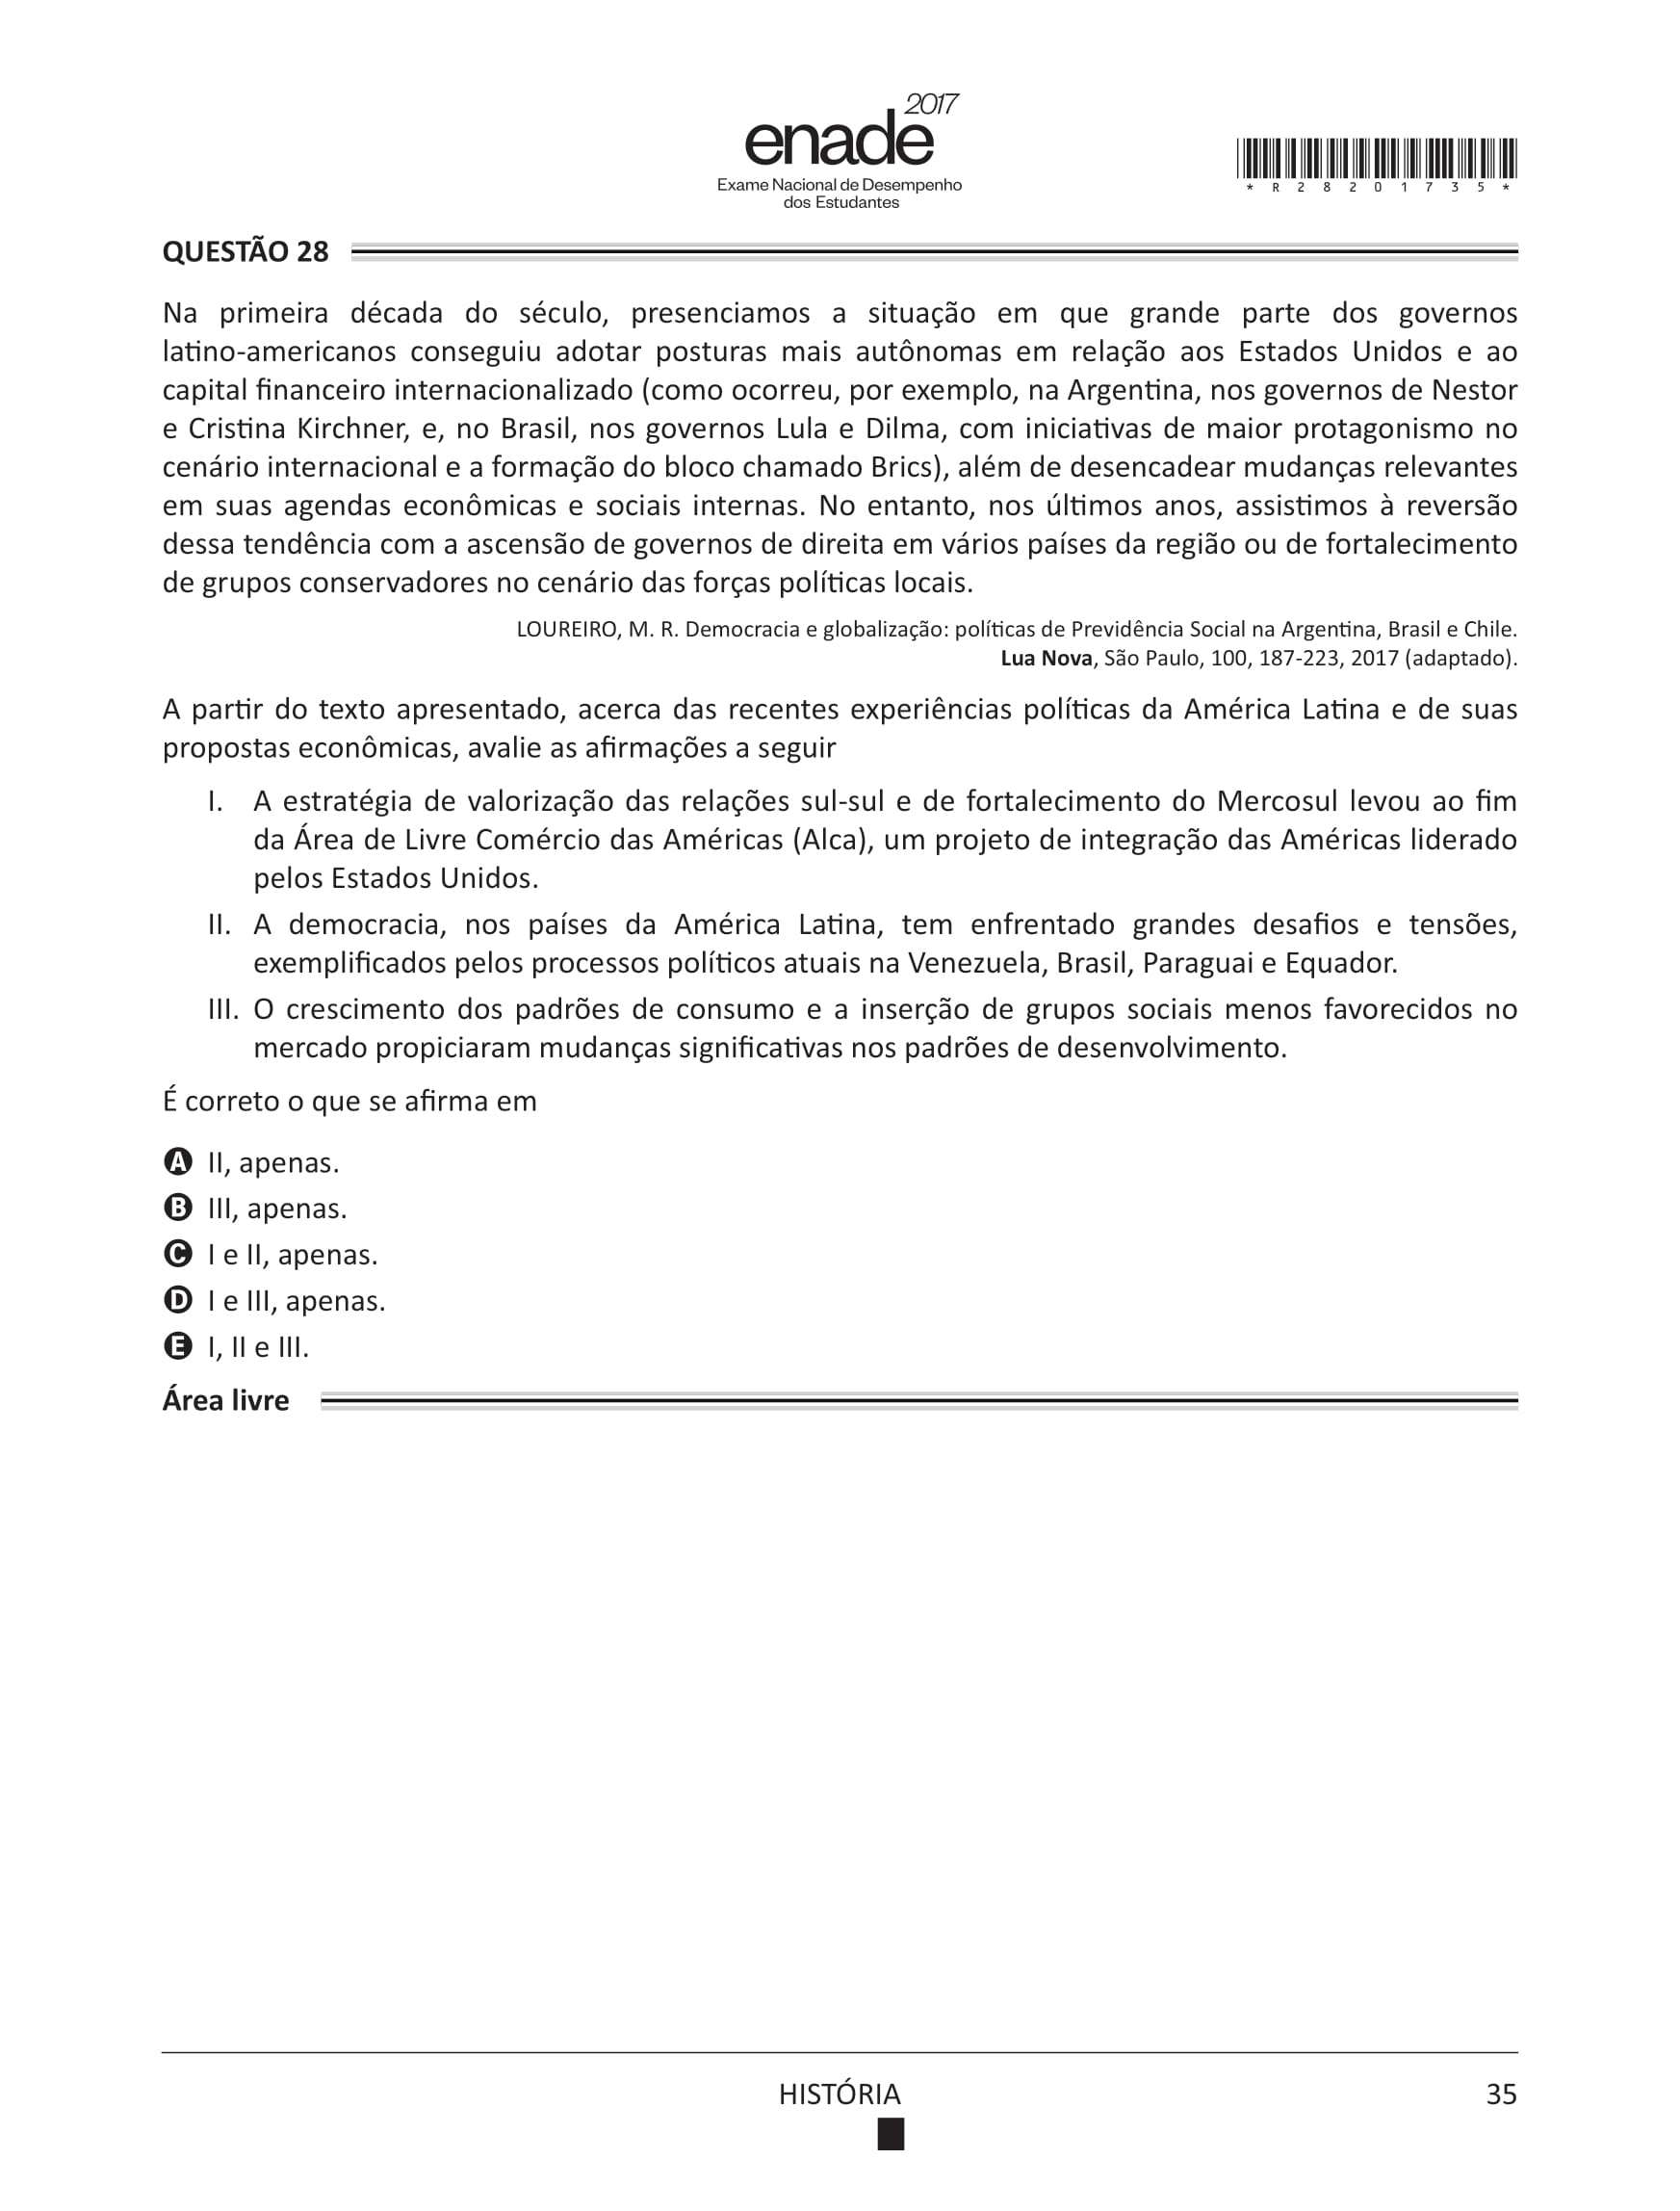 2017
enade
Exame Nacional de Desempenho
dos Estudantes
* R 2 8 2 0 1 7 3 5 *
QUESTÃO 28
Na primeira década do século, presenciamos a situação em que grande parte dos governos
latino-americanos conseguiu adotar posturas mais autônomas em relação aos Estados Unidos e ao
capital financeiro internacionalizado (como ocorreu, por exemplo, na Argentina, nos governos de Nestor
e Cristina Kirchner, e, no Brasil, nos governos Lula e Dilma, com iniciativas de maior protagonismo no
cenário internacional e a formação do bloco chamado Brics), além de desencadear mudanças relevantes
em suas agendas econômicas e sociais internas. No entanto, nos últimos anos, assistimos à reversão
dessa tendência com a ascensão de governos de direita em vários países da região ou de fortalecimento
de grupos conservadores no cenário das forças políticas locais.
LOUREIRO, M. R. Democracia e globalização: políticas de Previdência Social na Argentina, Brasil e Chile.
Lua Nova, São Paulo, 100, 187-223, 2017 (adaptado).
A partir do texto apresentado, acerca das recentes experiências políticas da América Latina e de suas
propostas econômicas, avalie as afirmações a seguir
I. A estratégia de valorização das relações sul-sul e de fortalecimento do Mercosul levou ao fim
da Área de Livre Comércio das Américas (Alca), um projeto de integração das Américas liderado
pelos Estados Unidos.
II. A democracia, nos países da América Latina, tem enfrentado grandes desafios e tensões,
exemplificados pelos processos políticos atuais na Venezuela, Brasil, Paraguai e Equador.
III. O crescimento dos padrões de consumo e a inserção de grupos sociais menos favorecidos no
mercado propiciaram mudanças significativas nos padrões de desenvolvimento.
É correto o que se afirma em
A II, apenas.
B III, apenas.
C I e II, apenas.
D I e III, apenas.
E I, II e III.
Área livre
HISTÓRIA
35